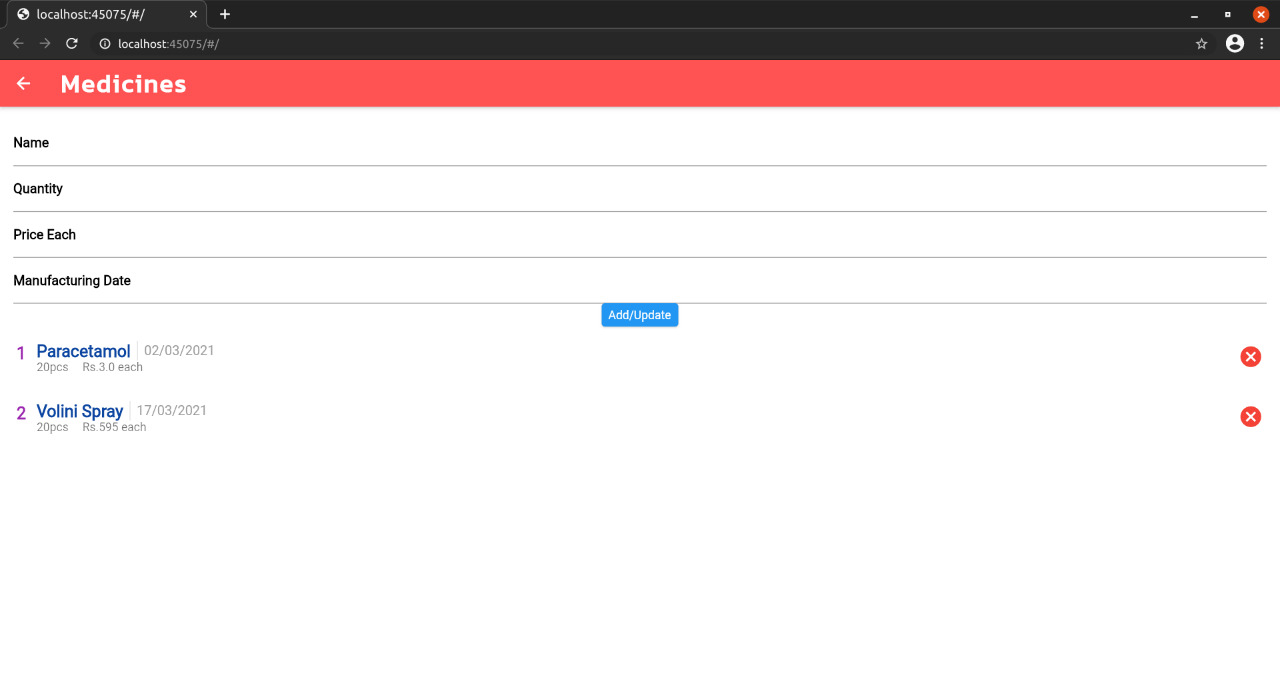 localhost:45075/#/
localhost:45075/#/
Medicines
Name
Quantity
Price Each
Manufacturing Date
Add/Update
1 Paracetamol 02/03/2021
20pcs Rs.3.0 each
2 Volini Spray 17/03/2021
20pcs Rs.595 each